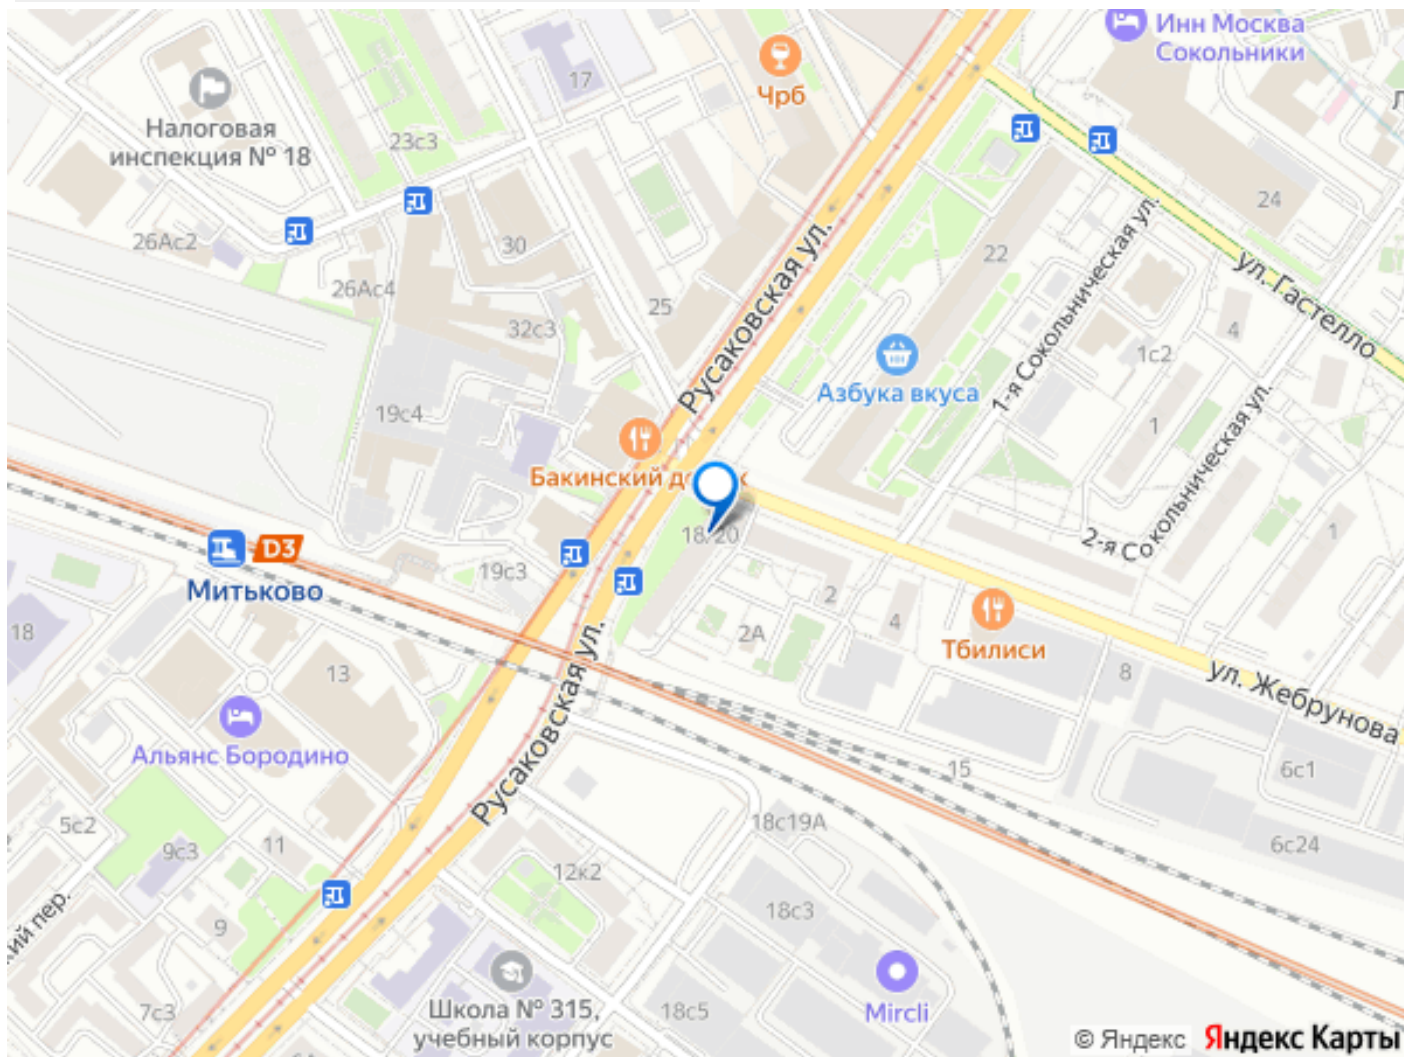 Инн Москва
Сокольники
Чрб
17
Налоговая
инспекция № 18
23с3
24
26Ас2
30
22
ул. Гастелло
26Ас4
25
32с3
Русаковская ул.
1-я Сокольническая ул.
4
1с2
Азбука вкуса
19с4
1
2-я Сокольническая ул.
1
Бакинский д
к
18/20
D3
Митьково
19с3
2
4
2А
Тбилиси
18
13
8
ул. Жебрунова
Русаковская ул.
Альянс Бородино
15
6с1
5с2
9с3
11
18с19А
6с24
12к2
кий пер.
9
18с3
7с3
Школа № 315,
учебный корпус
18с5
Mircli
© Яндекс Яндекс Карты